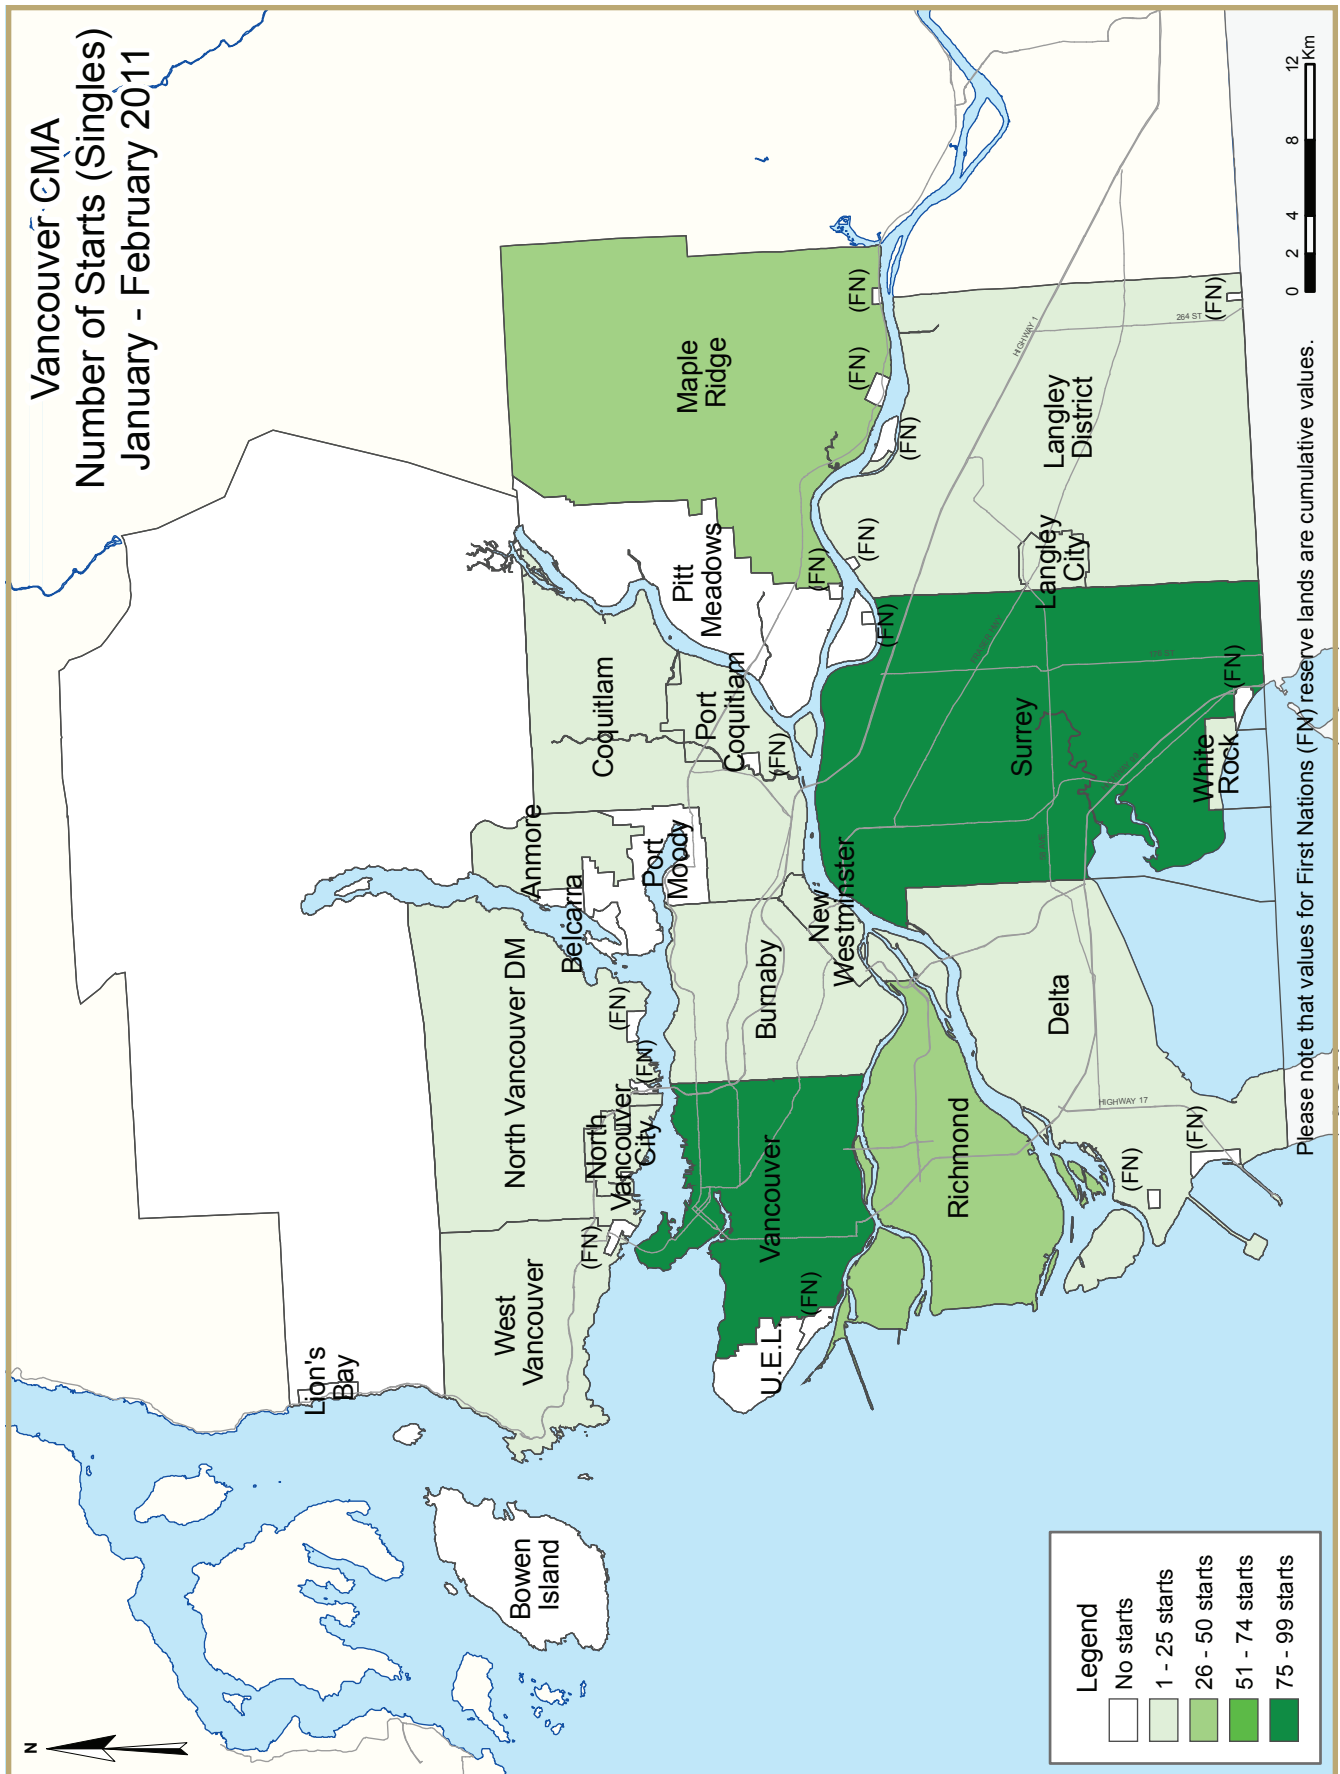 Vancouver CMA
Number of Starts (Singles)
January - February 2011
N
Lion's
Bay
Bowen
Island
West
Vancouver
North Vancouver DM
North
Vancouver
City
(FN)
(FN)
(FN)
Belcarra
Anmore
Port
Moody
Coquitlam
Port
Coquitlam
(FN)
Pitt
Meadows
Maple
Ridge
(FN)
(FN)
(FN)
(FN)
(FN)
(FN)
U.E.L.
(FN)
Vancouver
Burnaby
New
Westminster
Richmond
Delta
(FN)
(FN)
HIGHWAY 17
Surrey
176 ST
White
Rock
(FN)
Langley
City
Langley
District
HIGHWAY 1
264 ST
(FN)
Legend
No starts
1 - 25 starts
26 - 50 starts
51 - 74 starts
75 - 99 starts
0 2 4 8 12
Km
Please note that values for First Nations (FN) reserve lands are cumulative values.